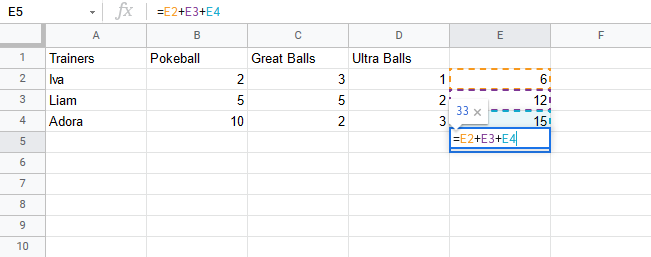 E5 fx =E2+E3+E4
A B C D E F
1 Trainers Pokeball Great Balls Ultra Balls
2 Iva 2 3 1 6
3 Liam 5 5 2 12
4 Adora 10 2 3 15
33 ×
5 =E2+E3+E4
6
7
8
9
10